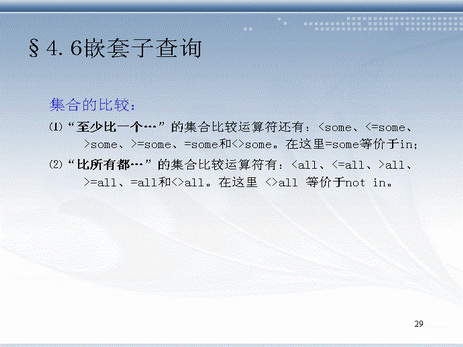 §4.6嵌套子查询
集合的比较：
⑴“至少比一个…”的集合比较运算符还有：<some、<=some、
>some、>=some、=some和<>some。在这里=some等价于in；
⑵“比所有都…”的集合比较运算符有：<all、<=all、>all、
>=all、=all和<>all。在这里 <>all 等价于not in。
29